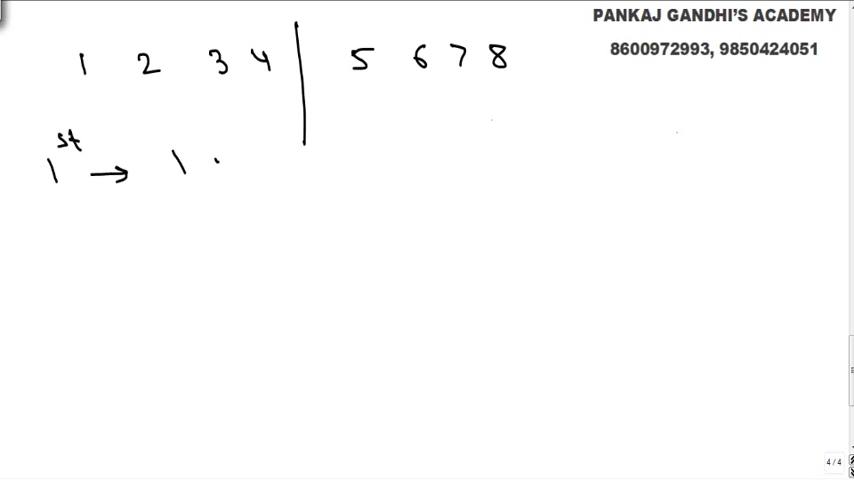 PANKAJ GANDHI'S ACADEMY
8600972993, 9850424051
1 2 3 4 | 5 6 7 8
1st → 1
4 / 4